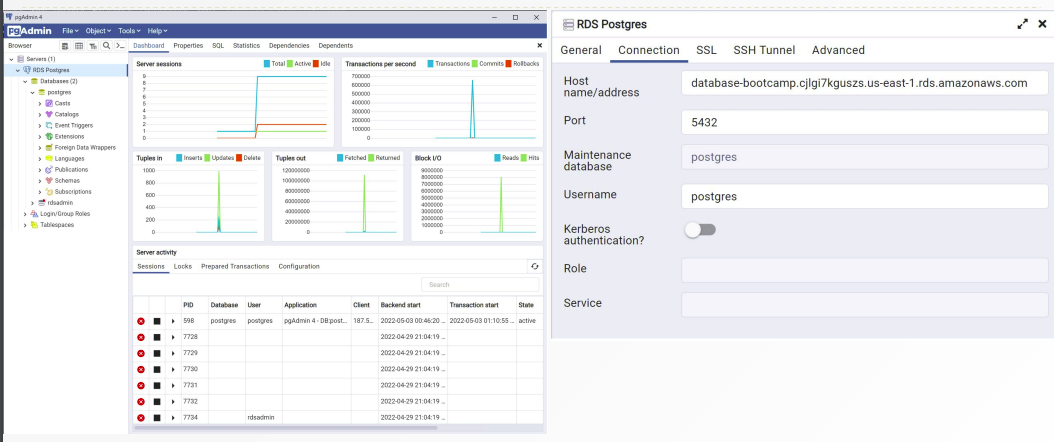 pgAdmin 4
PgAdmin File Object Tools Help
Browser
Servers (1)
RDS Postgres
Databases (2)
postgres
Casts
Catalogs
Event Triggers
Extensions
Foreign Data Wrappers
Languages
Publications
Schemas
Subscriptions
rdsadmin
Login/Group Roles
Tablespaces
Dashboard Properties SQL Statistics Dependencies Dependents
Server sessions Total Active Idle
9
8
7
6
5
4
3
2
1
0
Transactions per second Transactions Commits Rollbacks
700000
600000
500000
400000
300000
200000
100000
0
Tuples in Inserts Updates Delete
1000
800
600
400
200
0
Tuples out Fetched Returned
120000000
100000000
80000000
60000000
40000000
20000000
0
Block I/O Reads Hits
9000000
8000000
7000000
6000000
5000000
4000000
3000000
2000000
1000000
0
Server activity
Sessions Locks Prepared Transactions Configuration
Search
PID Database User Application Client Backend start Transaction start State
598 postgres postgres pgAdmin 4 - DB:post... 187.5... 2022-05-03 00:46:20 ... 2022-05-03 01:10:55 ... active
7728 2022-04-29 21:04:19 ...
7729 2022-04-29 21:04:19 ...
7730 2022-04-29 21:04:19 ...
7731 2022-04-29 21:04:19 ...
7732 2022-04-29 21:04:19 ...
7734 rdsadmin 2022-04-29 21:04:19 ...
RDS Postgres
General Connection SSL SSH Tunnel Advanced
Host
name/address
database-bootcamp.cjlgi7kguszs.us-east-1.rds.amazonaws.com
Port
5432
Maintenance
database
postgres
Username
postgres
Kerberos
authentication?
Role
Service